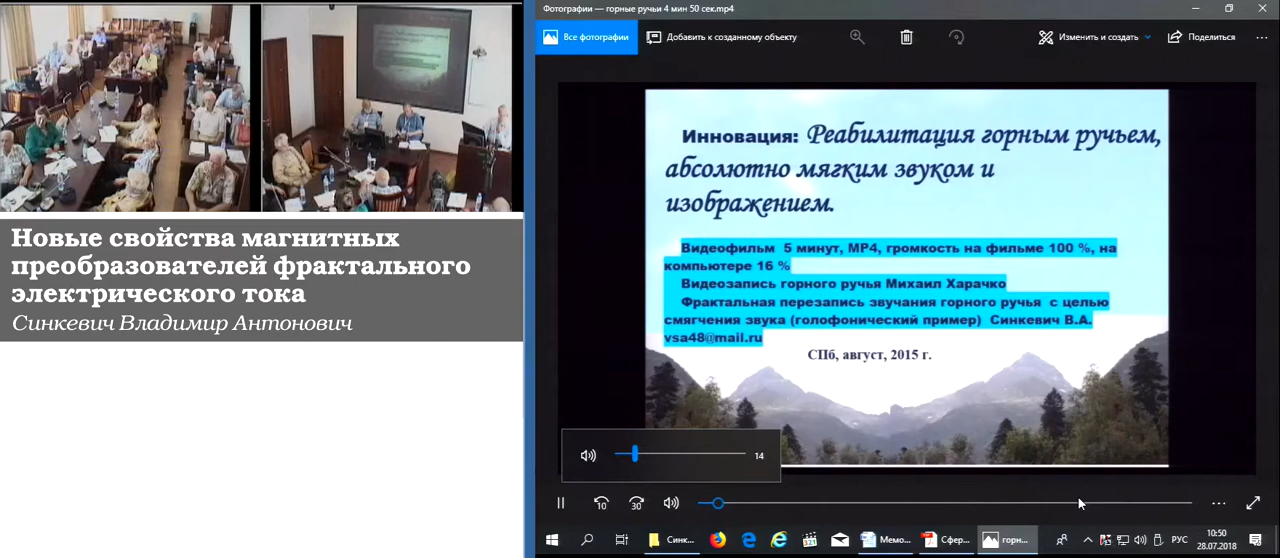 Новые свойства магнитных
преобразователей фрактального
электрического тока
Синкевич Владимир Антонович
Фотографии — горные ручьи 4 мин 50 сек.mp4
Все фотографии
Добавить к созданному объекту
Изменить и создать
Поделиться
Инновация: Реабилитация горным ручьем,
абсолютно мягким звуком и
изображением.
Видеофильм 5 минут, MP4, громкость на фильме 100 %, на
компьютере 16 %
Видеозапись горного ручья Михаил Харачко
Фрактальная перезапись звучания горного ручья с целью
смягчения звука (голофонический пример) Синкевич В.А.
vsa48@mail.ru
СПб, август, 2015 г.
14
10
30
Синк...
321
Мемо...
Сфер...
горн...
РУС
10:50
28.07.2018